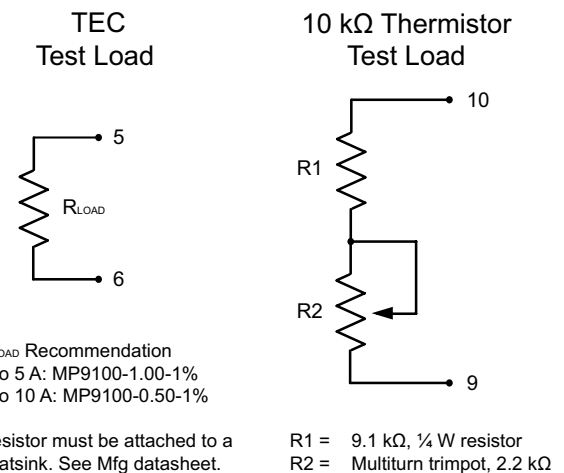 TEC
Test Load
5
RLOAD
6
Recommendation
5 A: MP9100-1.00-1%
10 A: MP9100-0.50-1%
must be attached to a
See Mfg datasheet.
10 kΩ Thermistor
Test Load
10
R1
R2
9
R1 = 9.1 kΩ, ¼ W resistor
R2 = Multiturn trimpot, 2.2 kΩ